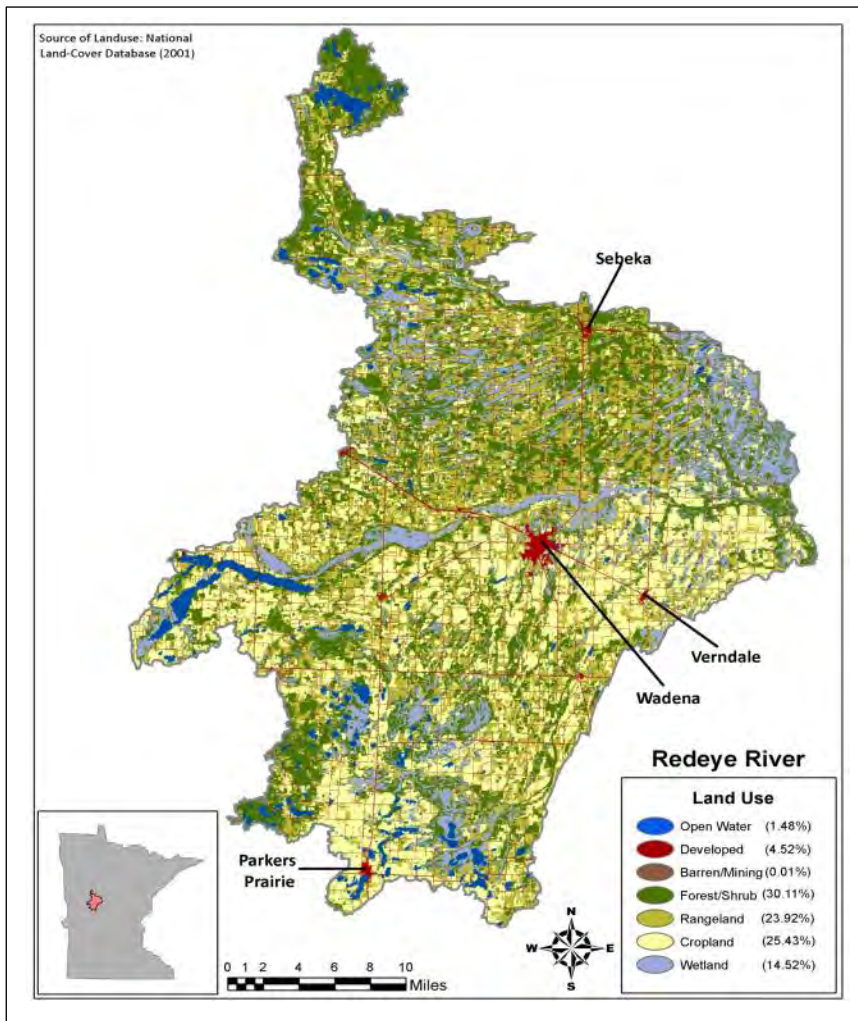 Source of Landuse: National
Land-Cover Database (2001)
Sebeka
Verndale
Wadena
Parkers
Prairie
Redeye River
Land Use
Open Water (1.48%)
Developed (4.52%)
Barren/Mining (0.01%)
Forest/Shrub (30.11%)
Rangeland (23.92%)
Cropland (25.43%)
Wetland (14.52%)
N
W E
S
0 1 2 4 6 8 10
Miles